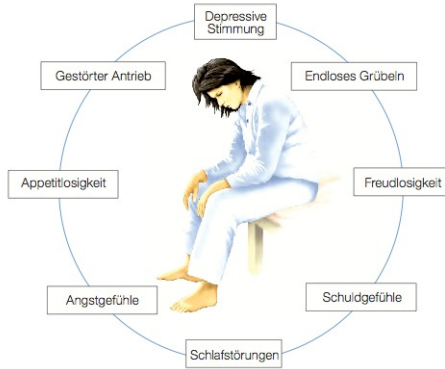 Depressive
Stimmung
Gestörter Antrieb
Endloses Grübeln
Appetitlosigkeit
Freudlosigkeit
Angstgefühle
Schuldgefühle
Schlafstörungen